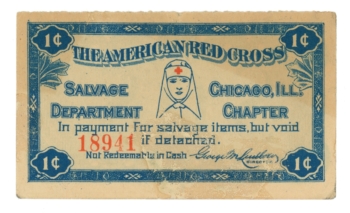 1¢ 1¢
THE AMERICAN RED CROSS
SALVAGE CHICAGO, ILL.
DEPARTMENT CHAPTER
In payment for salvage items, but void
18941 if detached.
Not Redeemable in Cash
1¢ 1¢